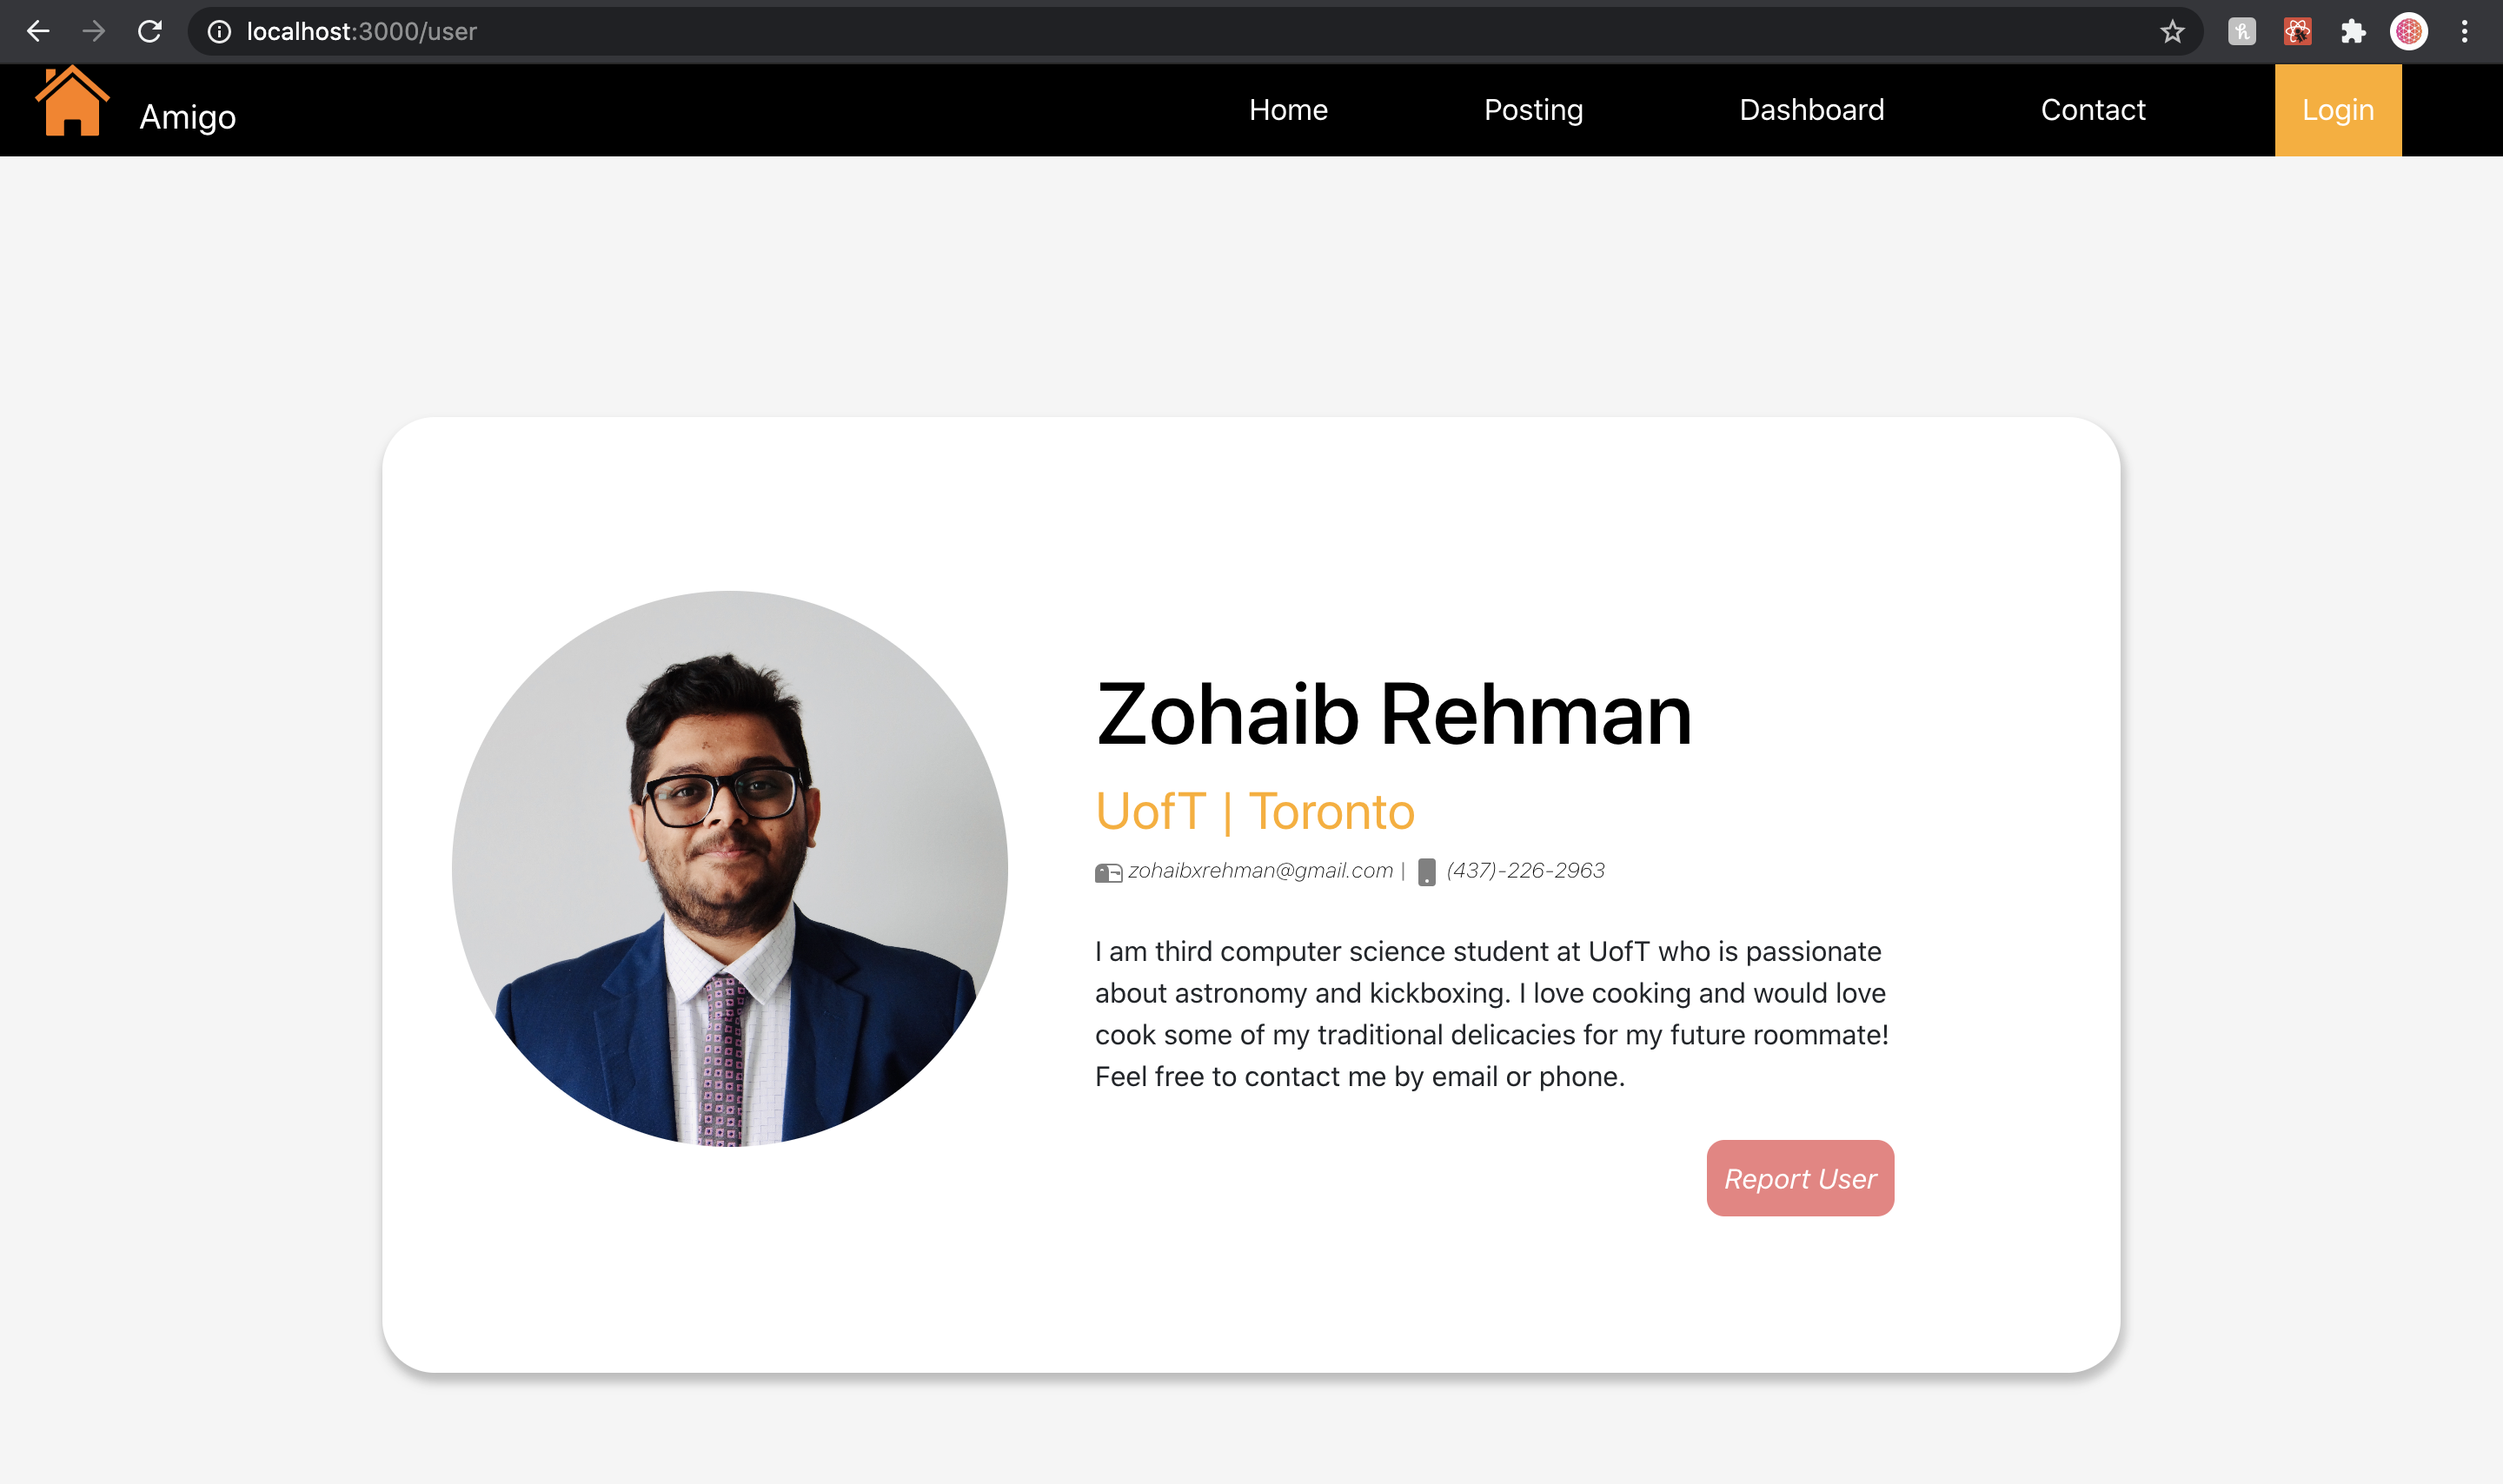 localhost:3000/user
Amigo
Home
Posting
Dashboard
Contact
Login
Zohaib Rehman
UofT | Toronto
zohaibxrehman@gmail.com | (437)-226-2963
I am third computer science student at UofT who is passionate
about astronomy and kickboxing. I love cooking and would love
cook some of my traditional delicacies for my future roommate!
Feel free to contact me by email or phone.
Report User